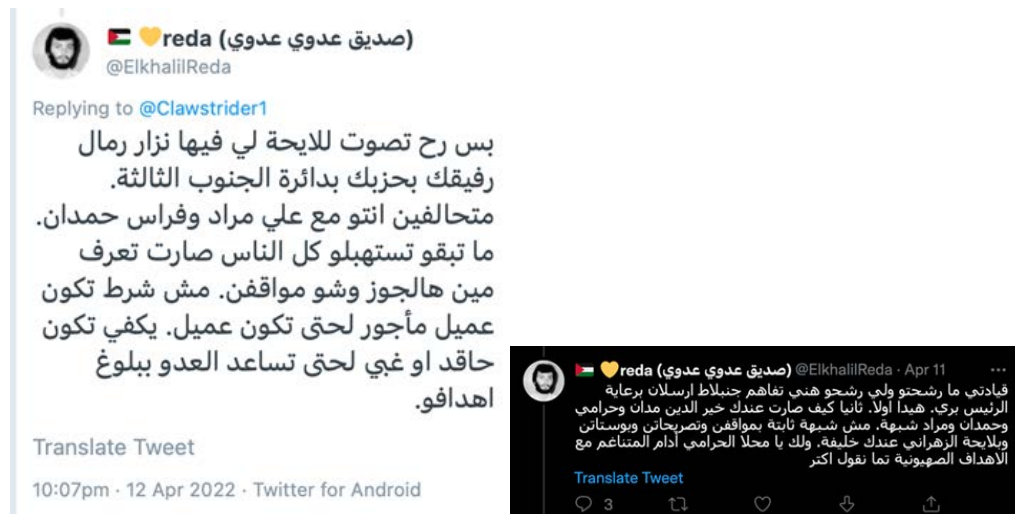 reda (صديق عدوي عدوي)
@ElkhalilReda
Replying to @Clawstrider1
بس رح تصوت للايحة لي فيها نزار رمال
رفيقك بحزبك بدائرة الجنوب الثالثة.
متحالفين انتو مع علي مراد وفراس حمدان.
ما تبقو تستهبلو كل الناس صارت تعرف
مين هالجوز وشو مواقفن. مش شرط تكون
عميل مأجور لحتى تكون عميل. يكفي تكون
حاقد او غبي لحتى تساعد العدو ببلوغ
اهدافو.
Translate Tweet
10:07pm · 12 Apr 2022 · Twitter for Android
reda (صديق عدوي عدوي) @ElkhalilReda · Apr 11
قيادتي ما رشحتو ولي رشحو هني تفاهم جنبلاط ارسلان برعاية
الرئيس بري. هيدا اولا. ثانيا كيف صارت عندك خير الدين مدان وحرامي
وحمدان ومراد شبهة. مش شبهة ثابتة بمواقفن وتصريحاتن وبوستاتن
وبلايحة الزهراني عندك خليفة. ولك يا محلا الحرامي أدام المتناغم مع
الاهداف الصهيونية تما نقول اكتر
Translate Tweet
3